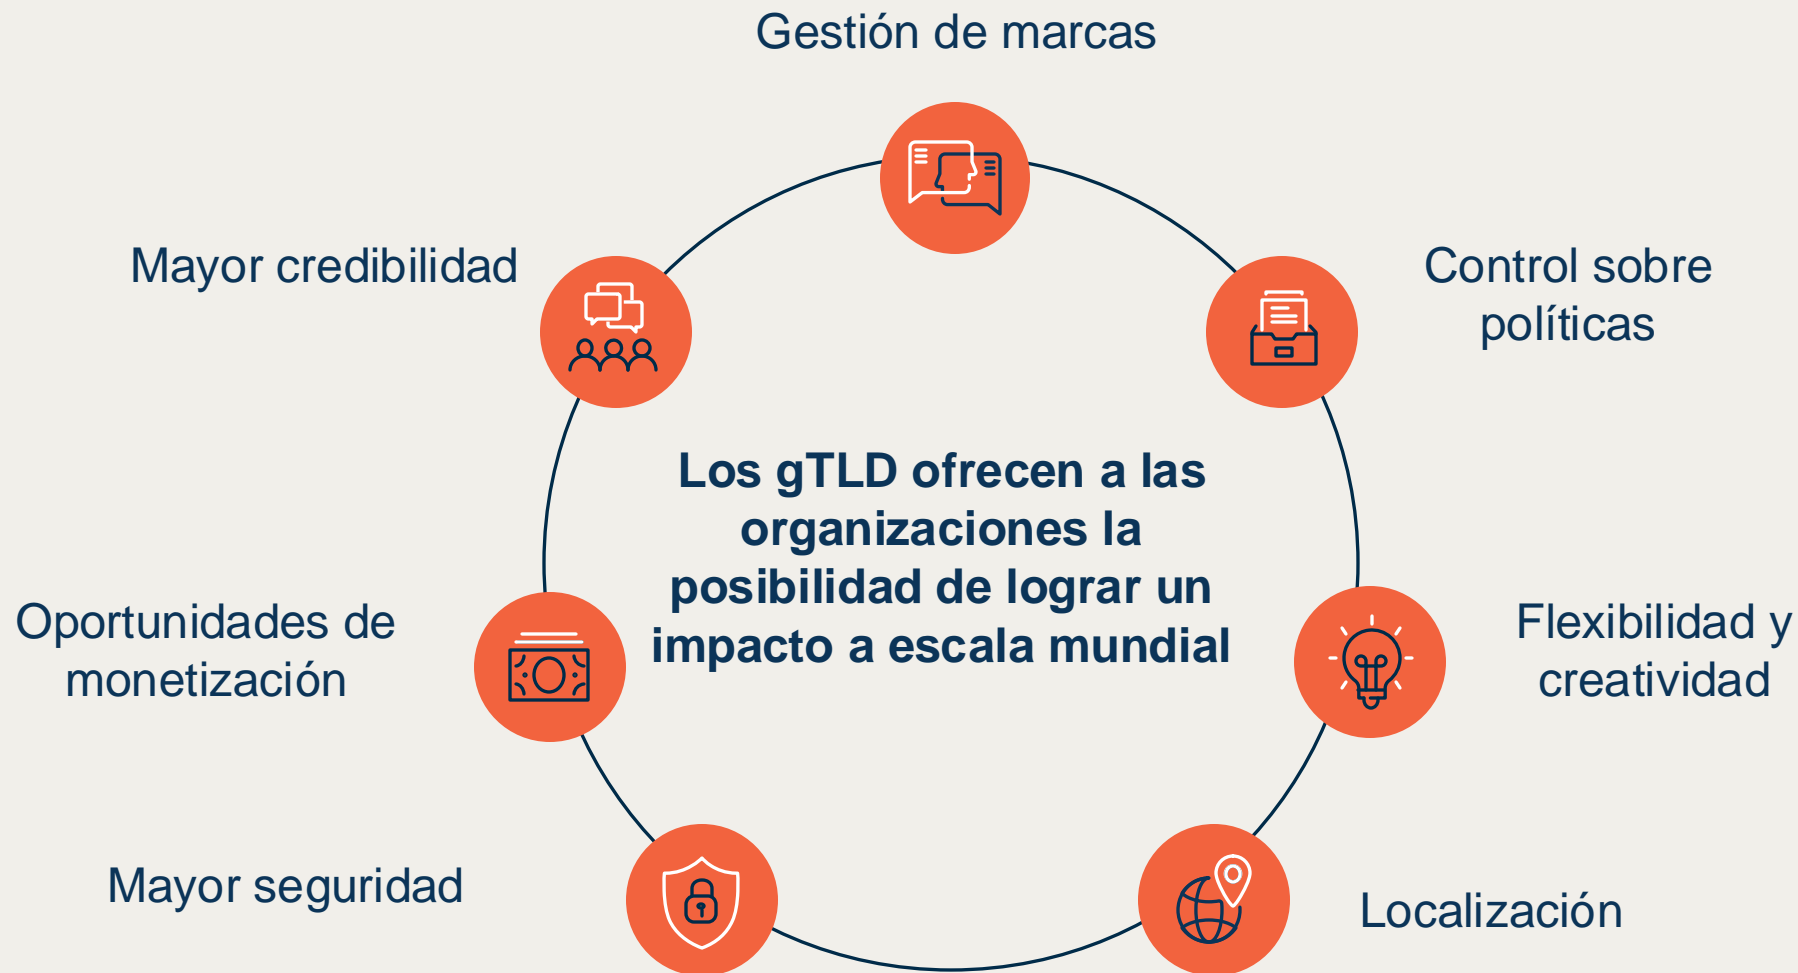 Gestión de marcas
Mayor credibilidad
Control sobre
políticas
Los gTLD ofrecen a las
organizaciones la
posibilidad de lograr un
impacto a escala mundial
Oportunidades de
monetización
Flexibilidad y
creatividad
Mayor seguridad
Localización